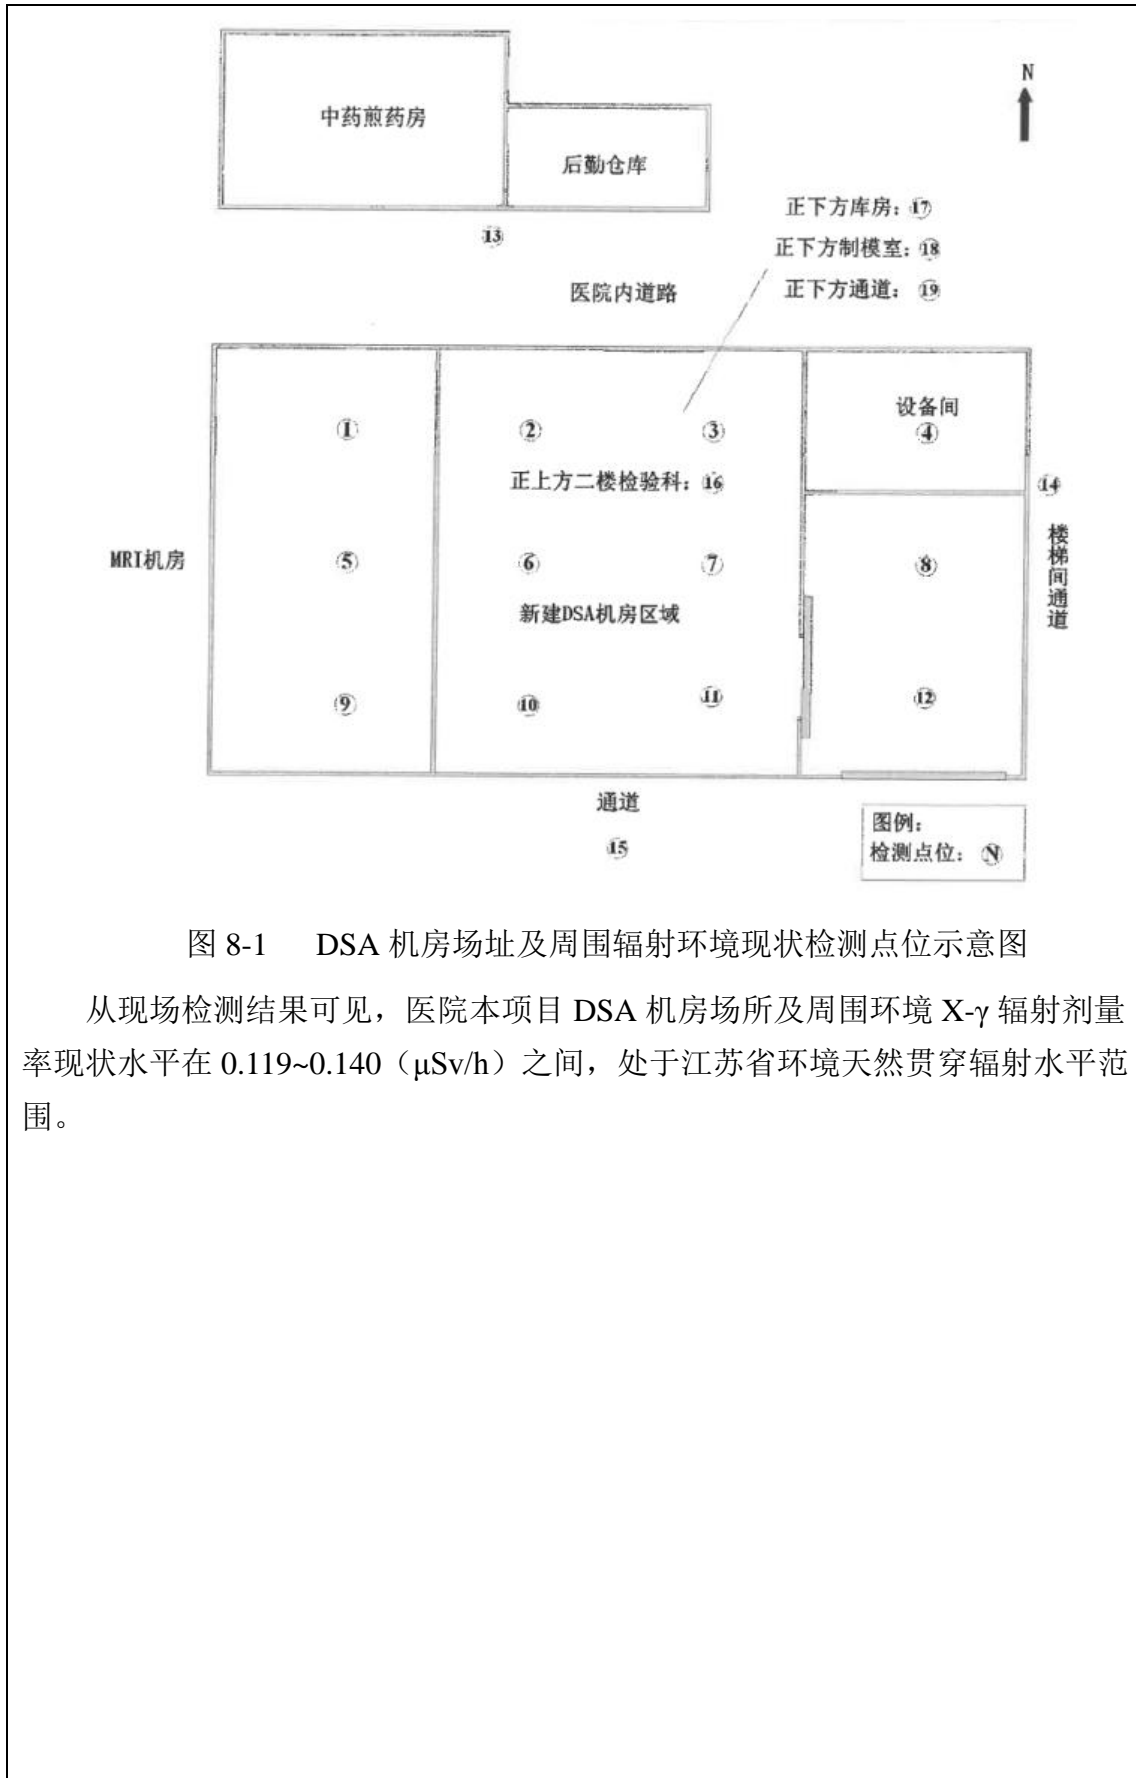 中药煎药房
后勤仓库
N
正下方库房：⑰
⑬
正下方制模室：⑱
医院内道路
正下方通道：⑲
①
②
③
设备间
④
正上方二楼检验科：⑯
⑭
楼梯间通道
MRI机房
⑤
⑥
⑦
⑧
新建DSA机房区域
⑨
⑩
⑪
⑫
通道
⑮
图例：
检测点位：Ⓝ
图 8-1 DSA 机房场址及周围辐射环境现状检测点位示意图
从现场检测结果可见，医院本项目 DSA 机房场所及周围环境 X-γ 辐射剂量
率现状水平在 0.119~0.140（μSv/h）之间，处于江苏省环境天然贯穿辐射水平范
围。